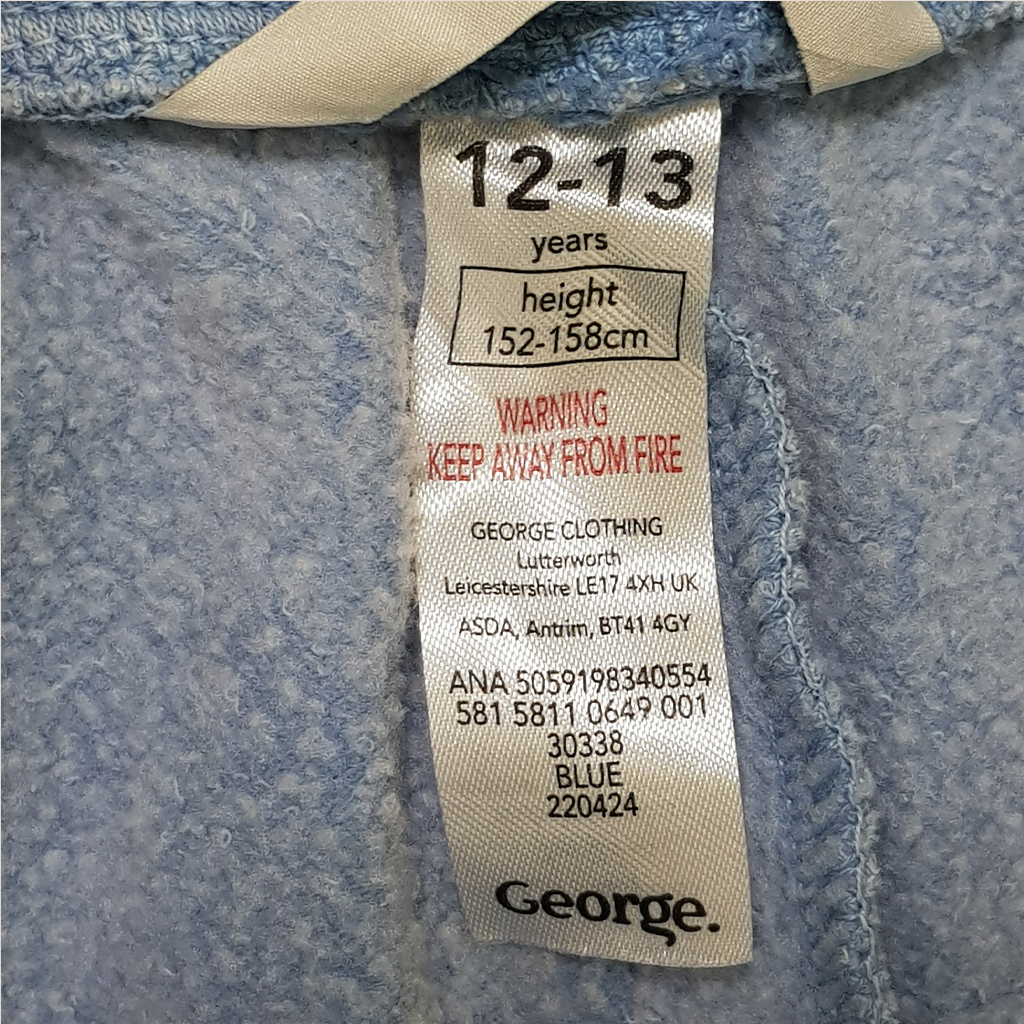 12-13
years
height
152-158cm
WARNING
KEEP AWAY FROM FIRE
GEORGE CLOTHING
Lutterworth
Leicestershire LE17 4XH UK
ASDA, Antrim, BT41 4GY
ANA 5059198340554
581 5811 0649 001
30338
BLUE
220424
George.